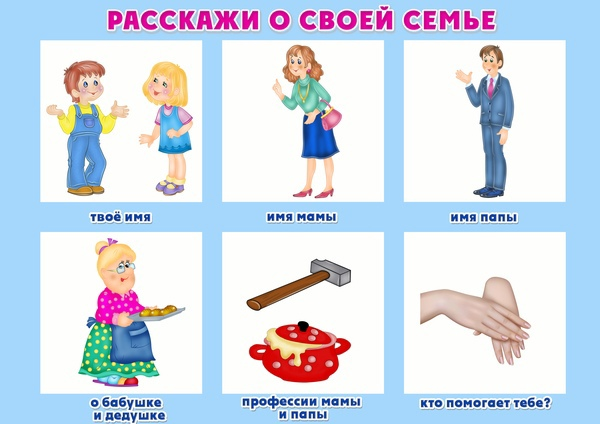 РАССКАЖИ О СВОЕЙ СЕМЬЕ
твоё имя
имя мамы
имя папы
о бабушке
и дедушке
профессии мамы
и папы
кто помогает тебе?